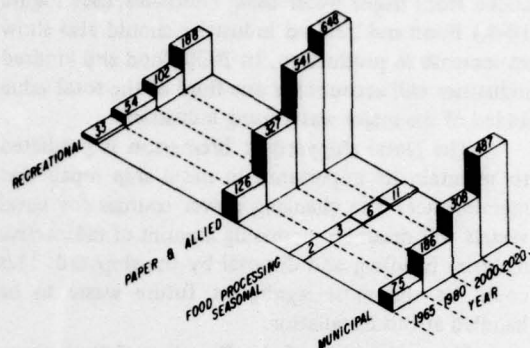 33 54 102 188
RECREATIONAL
126 327 541 648
PAPER & ALLIED
2 3 6 11
FOOD PROCESSING
SEASONAL
75 186 308 487
MUNICIPAL
1965 1980 2000 2020
YEAR